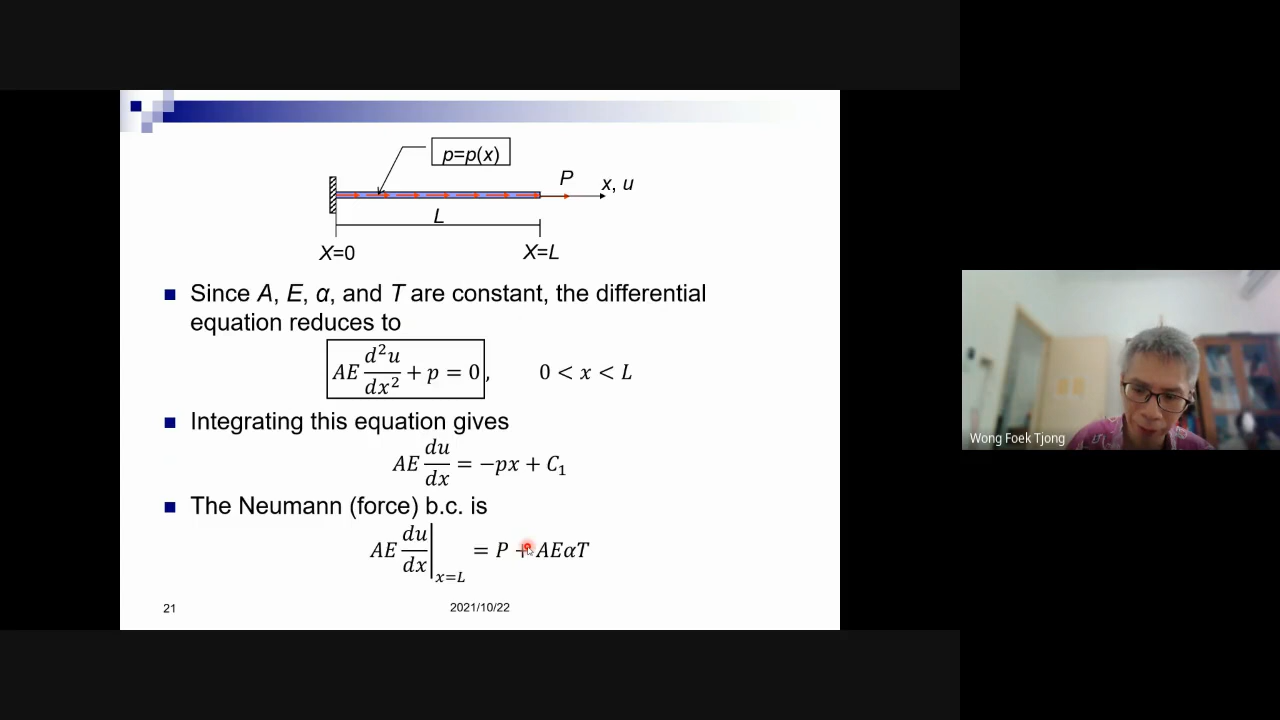 p=p(x)
P
x, u
L
X=0
X=L
Since A, E, α, and T are constant, the differential
equation reduces to
AE d²u/dx² + p = 0, 0 < x < L
Integrating this equation gives
AE du/dx = −px + C₁
The Neumann (force) b.c. is
AE du/dx|ₓ₌L = P + AEαT
21
2021/10/22
Wong Foek Tjong